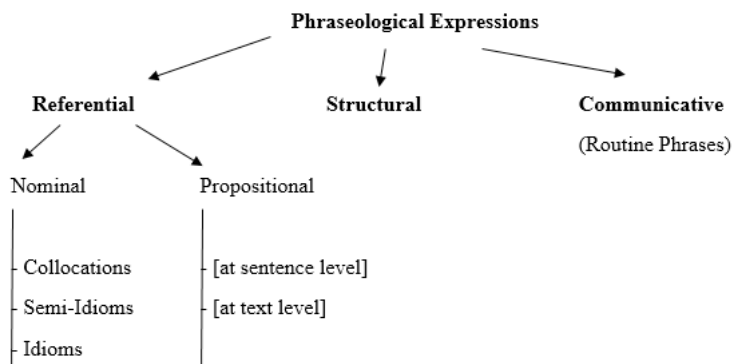 Phraseological Expressions
Referential Structural Communicative
(Routine Phrases)
Nominal Propositional
- Collocations - [at sentence level]
- Semi-Idioms - [at text level]
- Idioms